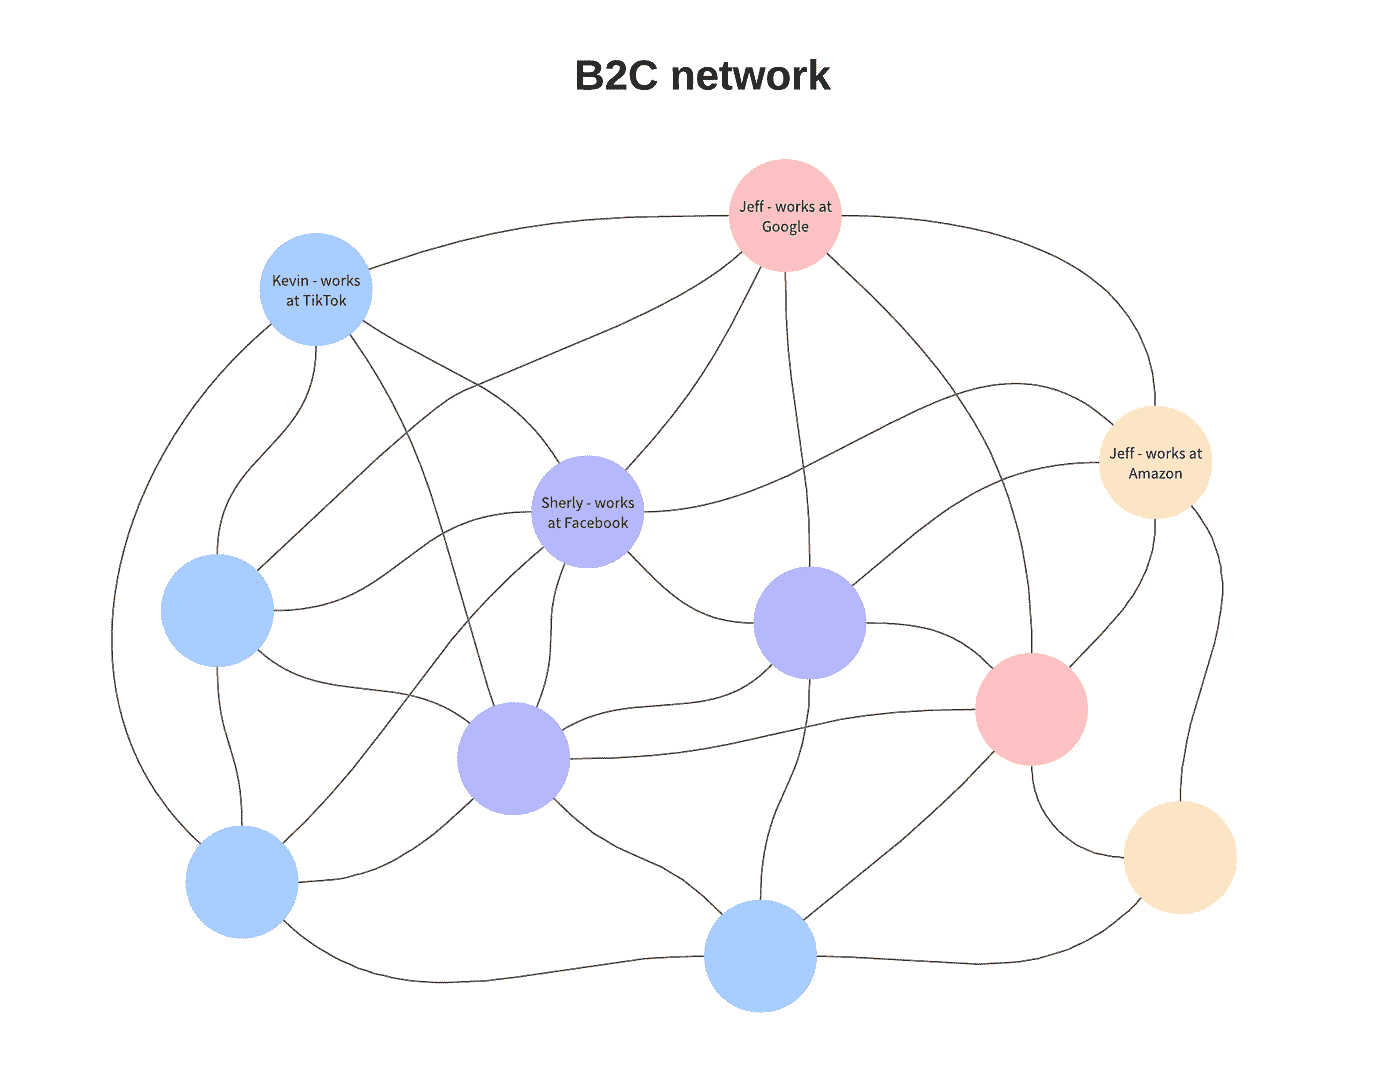 B2C network
Jeff - works at
Google
Kevin - works
at TikTok
Jeff - works at
Amazon
Sherly - works
at Facebook